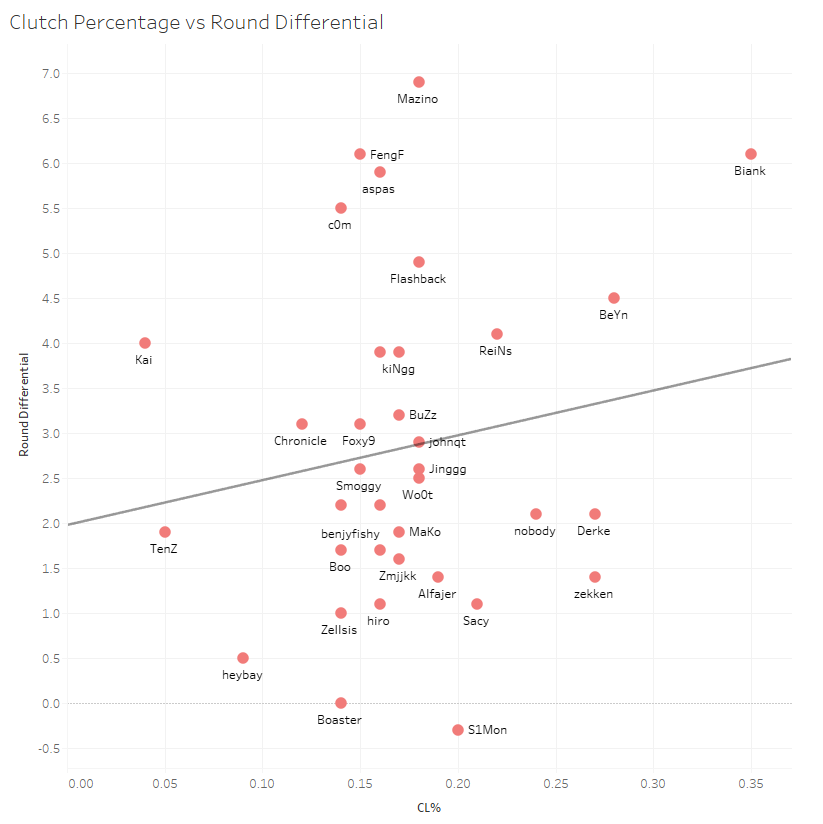 Clutch Percentage vs Round Differential
7.0
Mazino
6.5
FengF
6.0
Biank
aspas
5.5
c0m
5.0
Flashback
4.5
BeYn
4.0
ReiNs
Kai
kiNgg
3.5
BuZz
Round Differential
3.0
Chronicle
Foxy9
johnqt
2.5
Jinggg
Smoggy
Wo0t
2.0
nobody
Derke
benjyfishy
MaKo
TenZ
1.5
Boo
Zmjjkk
Alfajer
zekken
1.0
hiro
Sacy
Zellsis
0.5
heybay
0.0
Boaster
S1Mon
-0.5
0.00 0.05 0.10 0.15 0.20 0.25 0.30 0.35
CL%